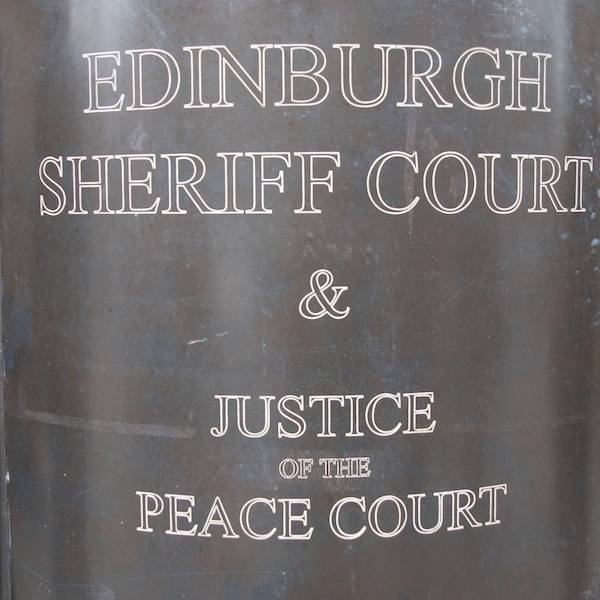 EDINBURGH
SHERIFF COURT
&
JUSTICE
OF THE
PEACE COURT